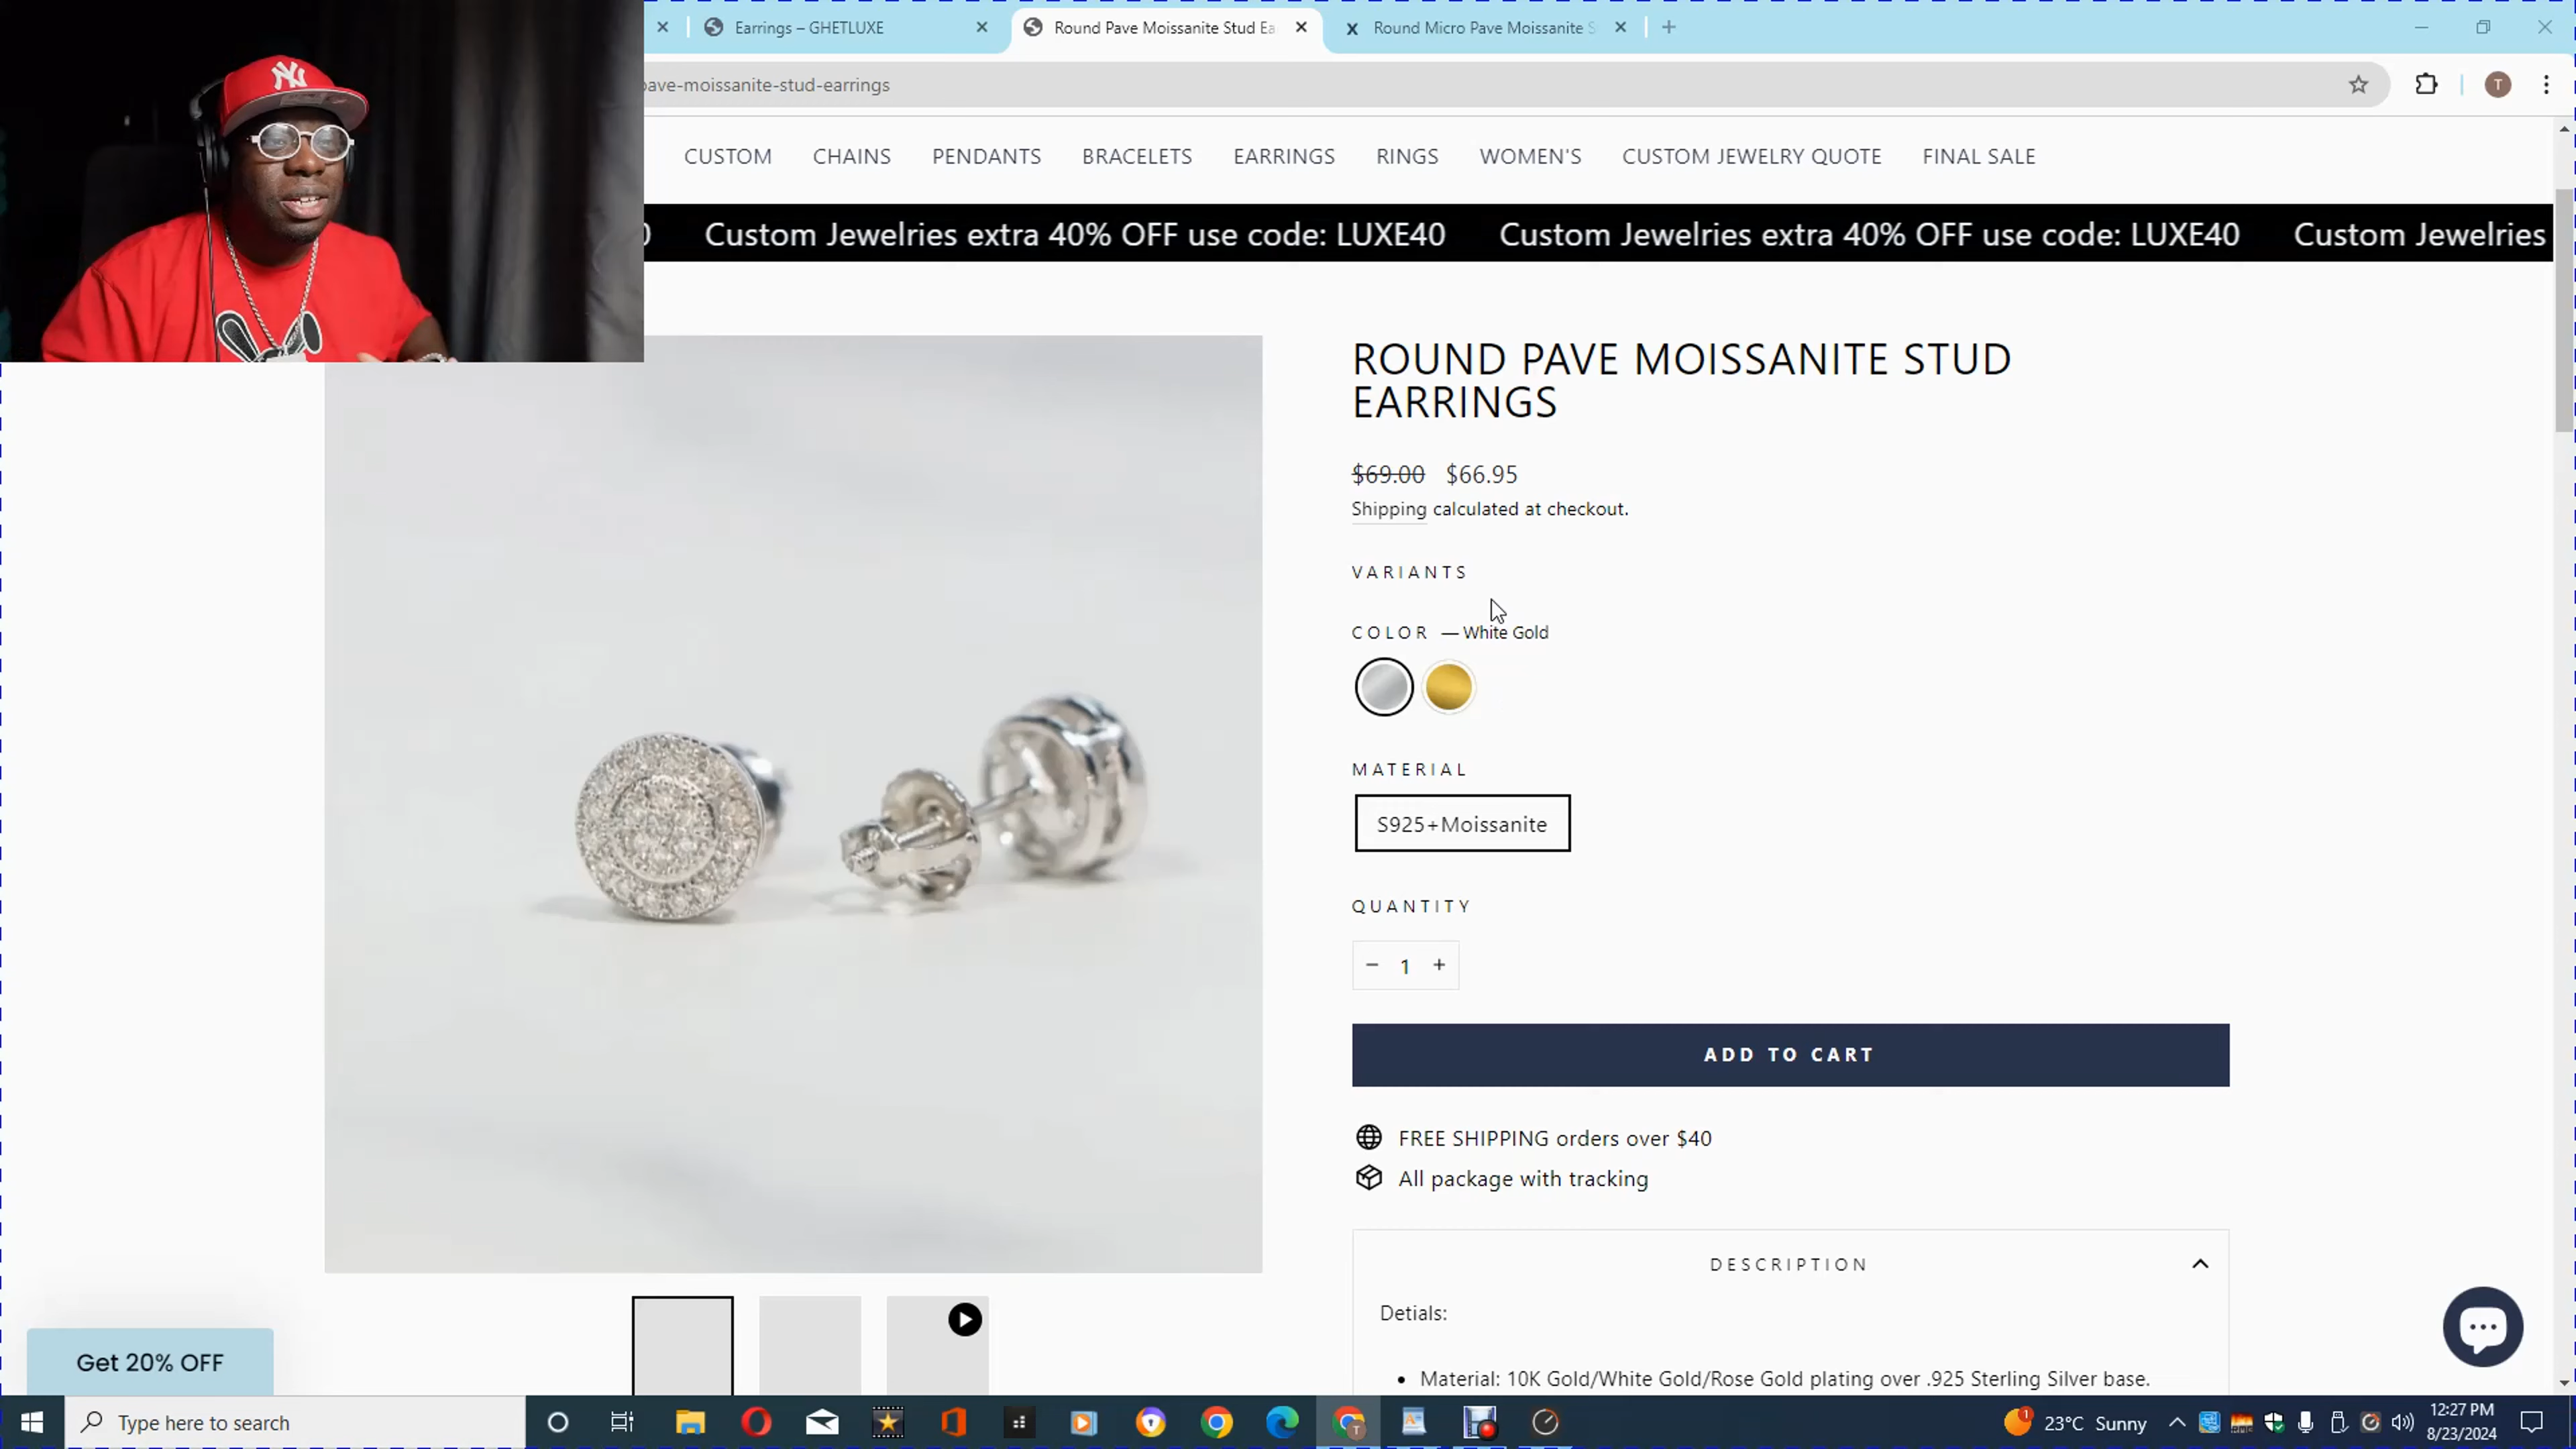 Earrings – GHETLUXE
Round Pave Moissanite Stud Ea
Round Micro Pave Moissanite S
pave-moissanite-stud-earrings
T
NY
CUSTOM CHAINS PENDANTS BRACELETS EARRINGS RINGS WOMEN'S CUSTOM JEWELRY QUOTE FINAL SALE
0 Custom Jewelries extra 40% OFF use code: LUXE40 Custom Jewelries extra 40% OFF use code: LUXE40 Custom Jewelries
ROUND PAVE MOISSANITE STUD
EARRINGS
$69.00 $66.95
Shipping calculated at checkout.
VARIANTS
COLOR — White Gold
MATERIAL
S925+Moissanite
QUANTITY
− 1 +
ADD TO CART
FREE SHIPPING orders over $40
All package with tracking
DESCRIPTION
Detials:
• Material: 10K Gold/White Gold/Rose Gold plating over .925 Sterling Silver base.
Get 20% OFF
Type here to search
23°C Sunny
12:27 PM
8/23/2024